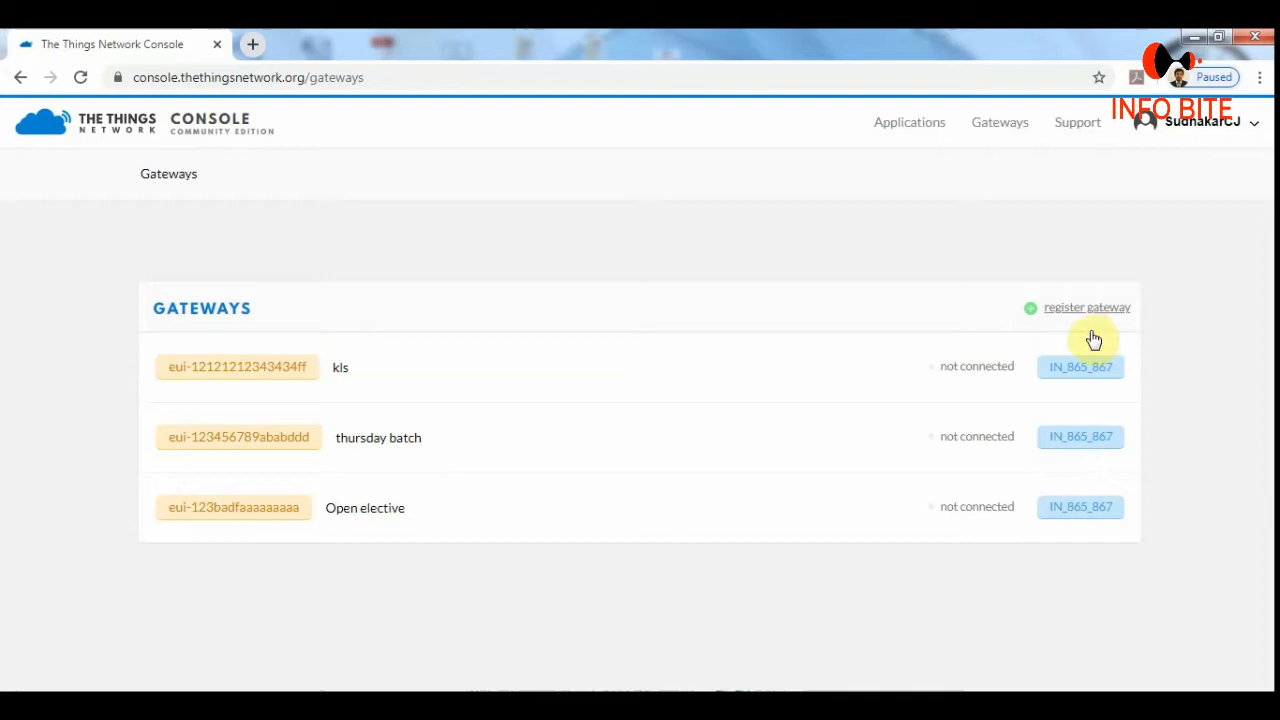 The Things Network Console
console.thethingsnetwork.org/gateways
Paused
INFO BITE
THE THINGS NETWORK
CONSOLE
COMMUNITY EDITION
Applications
Gateways
Support
SudhakarCJ
Gateways
GATEWAYS
register gateway
eui-12121212343434ff kls not connected IN_865_867
eui-123456789ababddd thursday batch not connected IN_865_867
eui-123badfaaaaaaaaa Open elective not connected IN_865_867